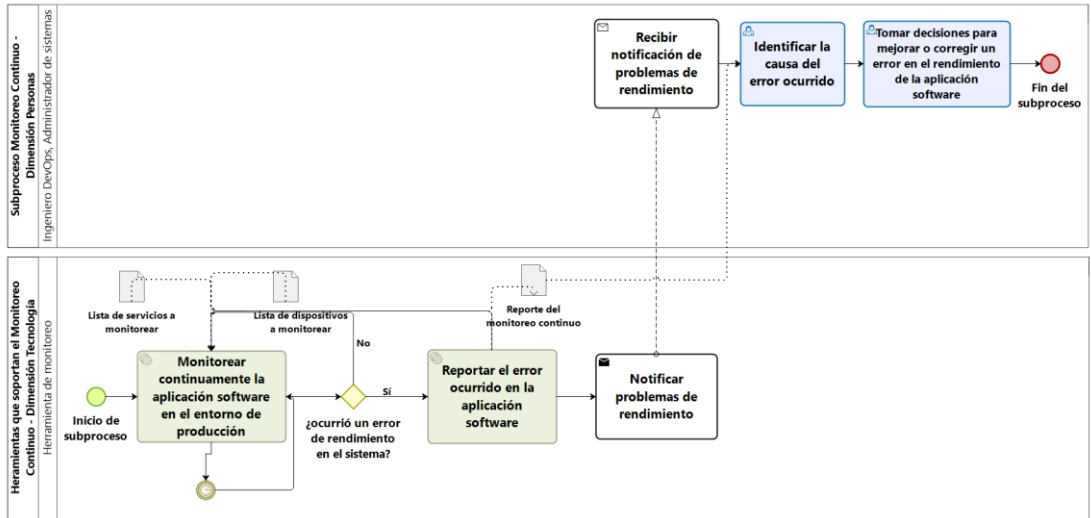 Subproceso Monitoreo Continuo -
Dimensión Personas
Ingeniero DevOps, Administrador de sistemas
Recibir
notificación de
problemas de
rendimiento
Identificar la
causa del
error ocurrido
Tomar decisiones para
mejorar o corregir un
error en el rendimiento
de la aplicación
software
Fin del
subproceso
Heramientas que soportan el Monitoreo
Continuo - Dimensión Tecnología
Herramienta de monitoreo
Lista de servicios a
monitorear
Lista de dispositivos
a monitorear
Reporte del
monitoreo continuo
No
Inicio de
subproceso
Monitorear
continuamente la
aplicación software
en el entorno de
producción
¿ocurrió un error
de rendimiento
en el sistema?
Sí
Reportar el error
ocurrido en la
aplicación
software
Notificar
problemas de
rendimiento